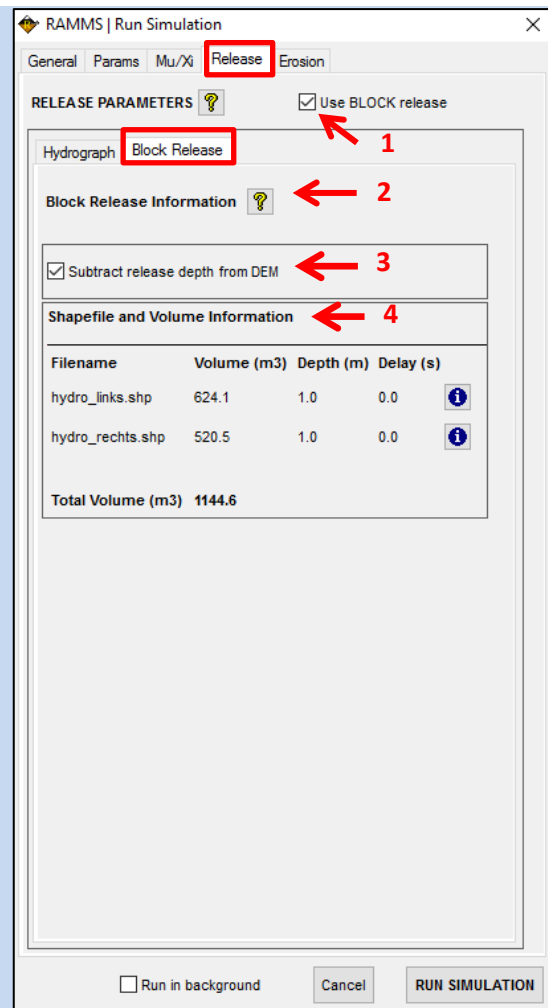 RAMMS | Run Simulation
General Params Mu/Xi Release Erosion
RELEASE PARAMETERS ? Use BLOCK release
1
Hydrograph Block Release
Block Release Information ? 2
Subtract release depth from DEM 3
Shapefile and Volume Information 4
Filename Volume (m3) Depth (m) Delay (s)
hydro_links.shp 624.1 1.0 0.0 i
hydro_rechts.shp 520.5 1.0 0.0 i
Total Volume (m3) 1144.6
Run in background Cancel RUN SIMULATION